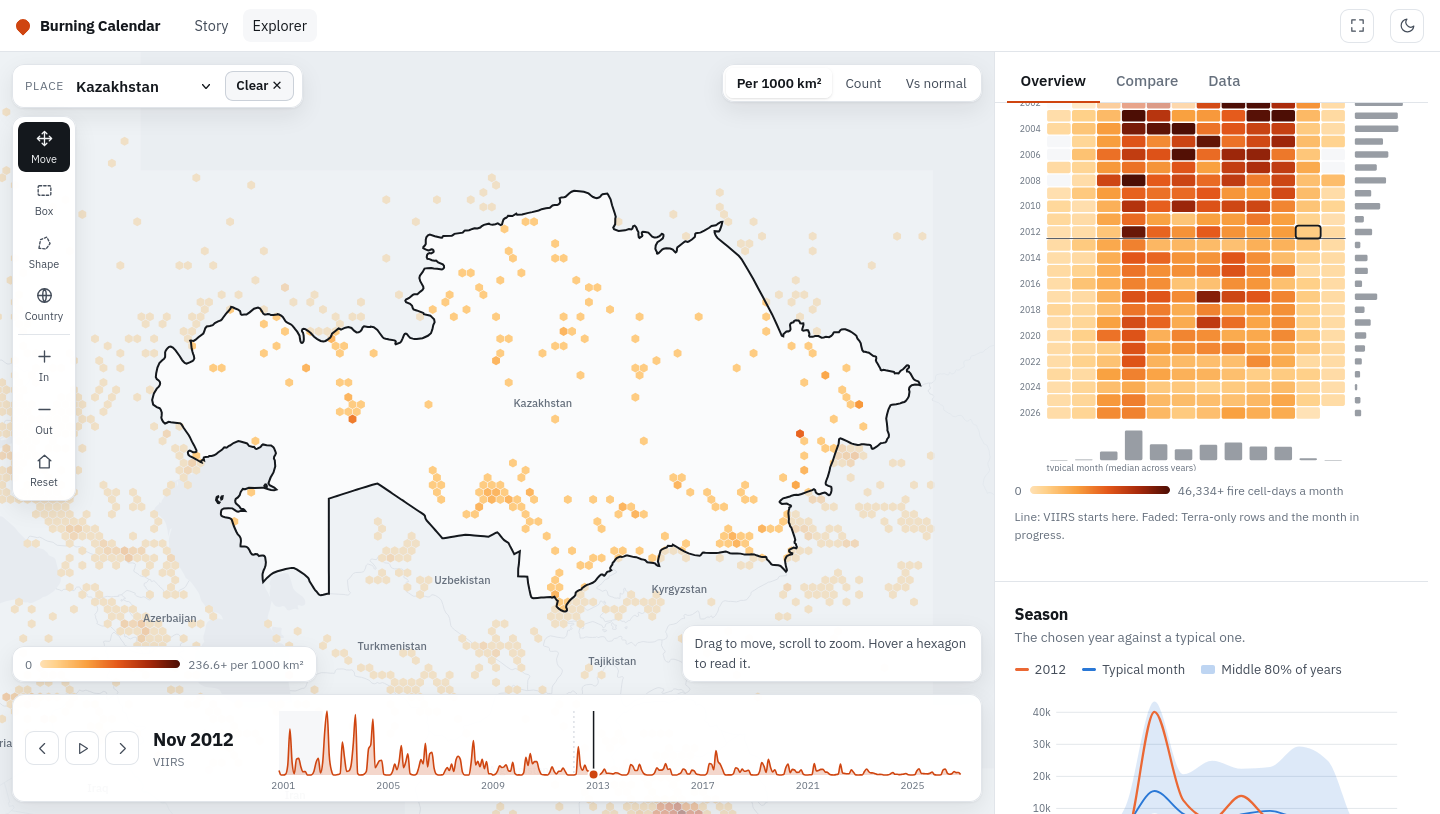 Burning Calendar
Story
Explorer
PLACE Kazakhstan
Clear ✕
Per 1000 km²
Count
Vs normal
Move
Box
Shape
Country
In
Out
Reset
Kazakhstan
Uzbekistan
Kyrgyzstan
Azerbaijan
Turkmenistan
Tajikistan
Drag to move, scroll to zoom. Hover a hexagon
to read it.
0 236.6+ per 1000 km²
Nov 2012
VIIRS
2001 2005 2009 2013 2017 2021 2025
Overview
Compare
Data
2002
2004
2006
2008
2010
2012
2014
2016
2018
2020
2022
2024
2026
typical month (median across years)
0 46,334+ fire cell-days a month
Line: VIIRS starts here. Faded: Terra-only rows and the month in
progress.
Season
The chosen year against a typical one.
2012 Typical month Middle 80% of years
40k
30k
20k
10k